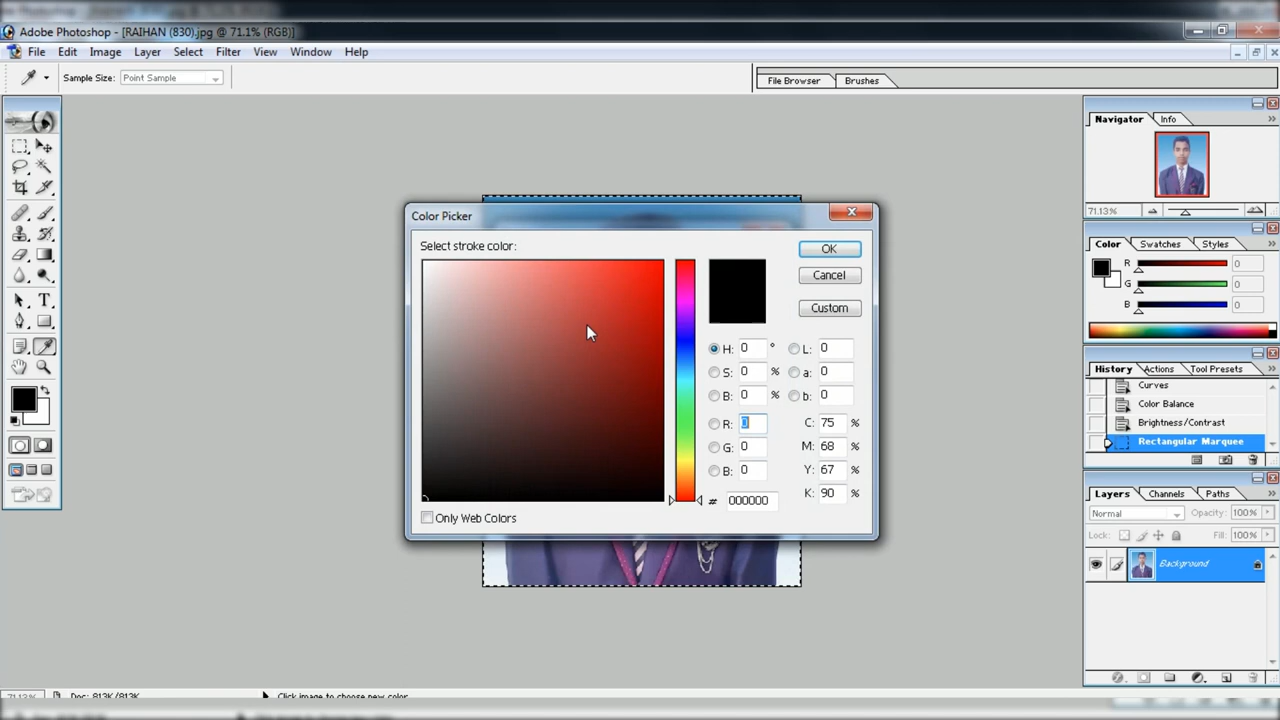 Adobe Photoshop - [RAIHAN (830).jpg @ 71.1% (RGB)]
File Edit Image Layer Select Filter View Window Help
Sample Size: Point Sample
File Browser Brushes
Navigator Info
71.13%
Color Swatches Styles
R 0
G 0
B 0
History Actions Tool Presets
Curves
Color Balance
Brightness/Contrast
Rectangular Marquee
Layers Channels Paths
Normal Opacity: 100%
Lock: Fill: 100%
Background
Color Picker
Select stroke color:
OK
Cancel
Custom
H: 0 ° L: 0
S: 0 % a: 0
B: 0 % b: 0
R: 0 C: 75 %
G: 0 M: 68 %
B: 0 Y: 67 %
# 000000 K: 90 %
Only Web Colors
71.13% Doc: 813K/813K Click image to choose new color